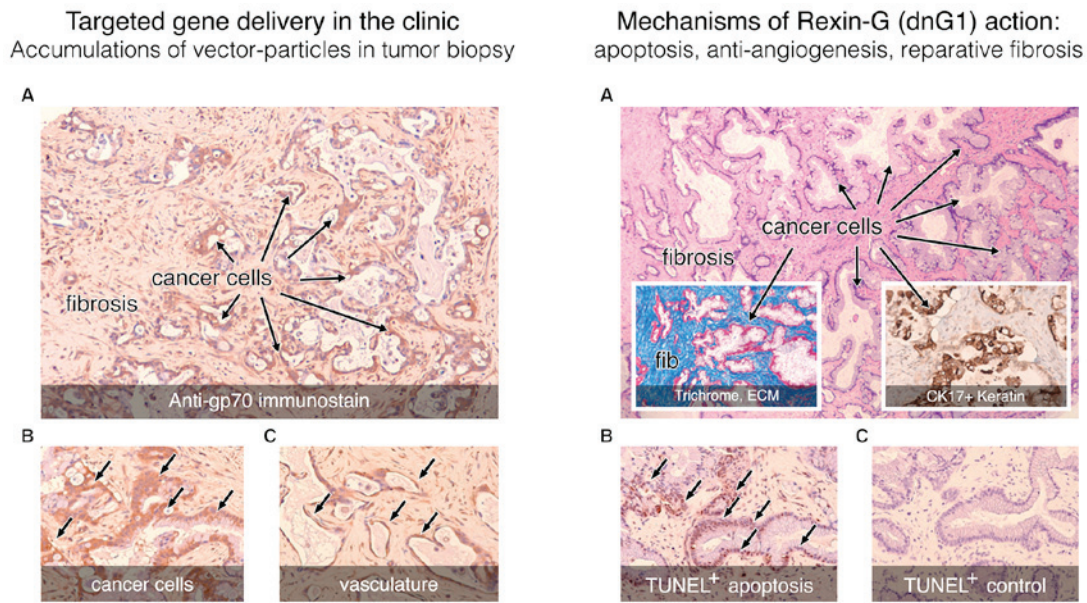 Targeted gene delivery in the clinic
Accumulations of vector-particles in tumor biopsy
A
cancer cells
fibrosis
Anti-gp70 immunostain
B
cancer cells
C
vasculature
Mechanisms of Rexin-G (dnG1) action:
apoptosis, anti-angiogenesis, reparative fibrosis
A
cancer cells
fibrosis
fib
Trichrome, ECM
CK17+ Keratin
B
TUNEL+ apoptosis
C
TUNEL+ control